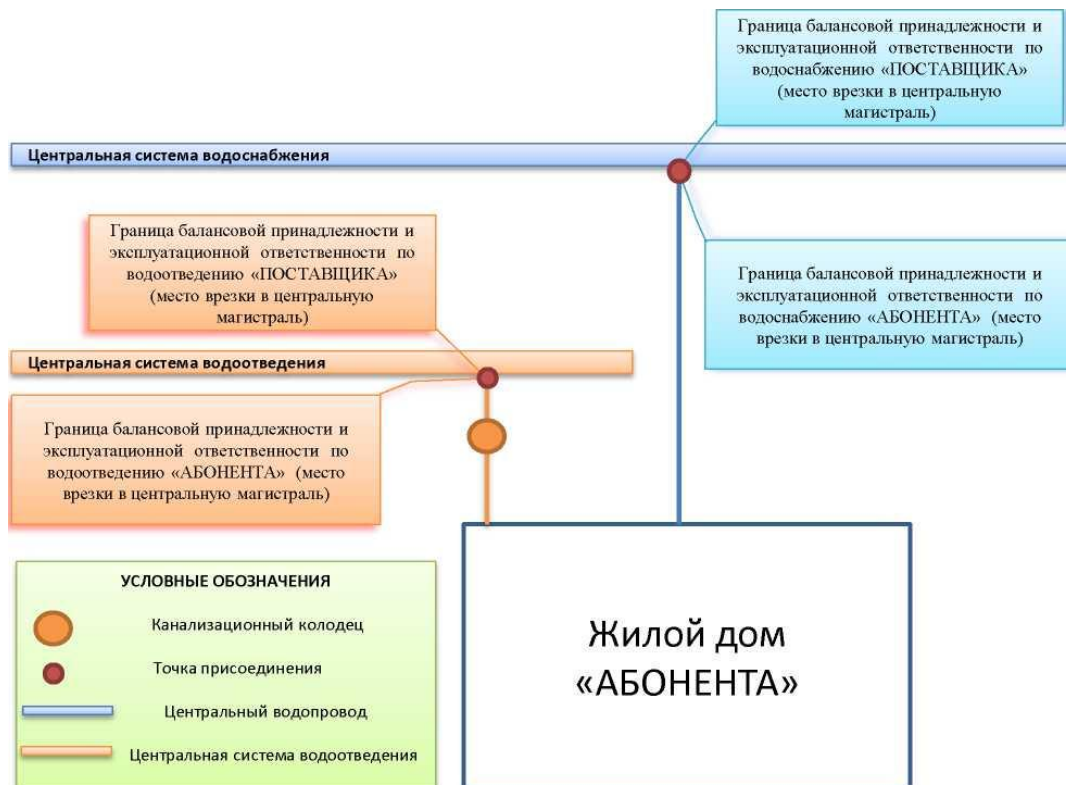 Граница балансовой принадлежности и
эксплуатационной ответственности по
водоснабжению «ПОСТАВЩИКА»
(место врезки в центральную
магистраль)
Центральная система водоснабжения
Граница балансовой принадлежности и
эксплуатационной ответственности по
водоотведению «ПОСТАВЩИКА»
(место врезки в центральную
магистраль)
Граница балансовой принадлежности и
эксплуатационной ответственности по
водоснабжению «АБОНЕНТА» (место
врезки в центральную магистраль)
Центральная система водоотведения
Граница балансовой принадлежности и
эксплуатационной ответственности по
водоотведению «АБОНЕНТА» (место
врезки в центральную магистраль)
УСЛОВНЫЕ ОБОЗНАЧЕНИЯ
Канализационный колодец
Точка присоединения
Центральный водопровод
Центральная система водоотведения
Жилой дом
«АБОНЕНТА»